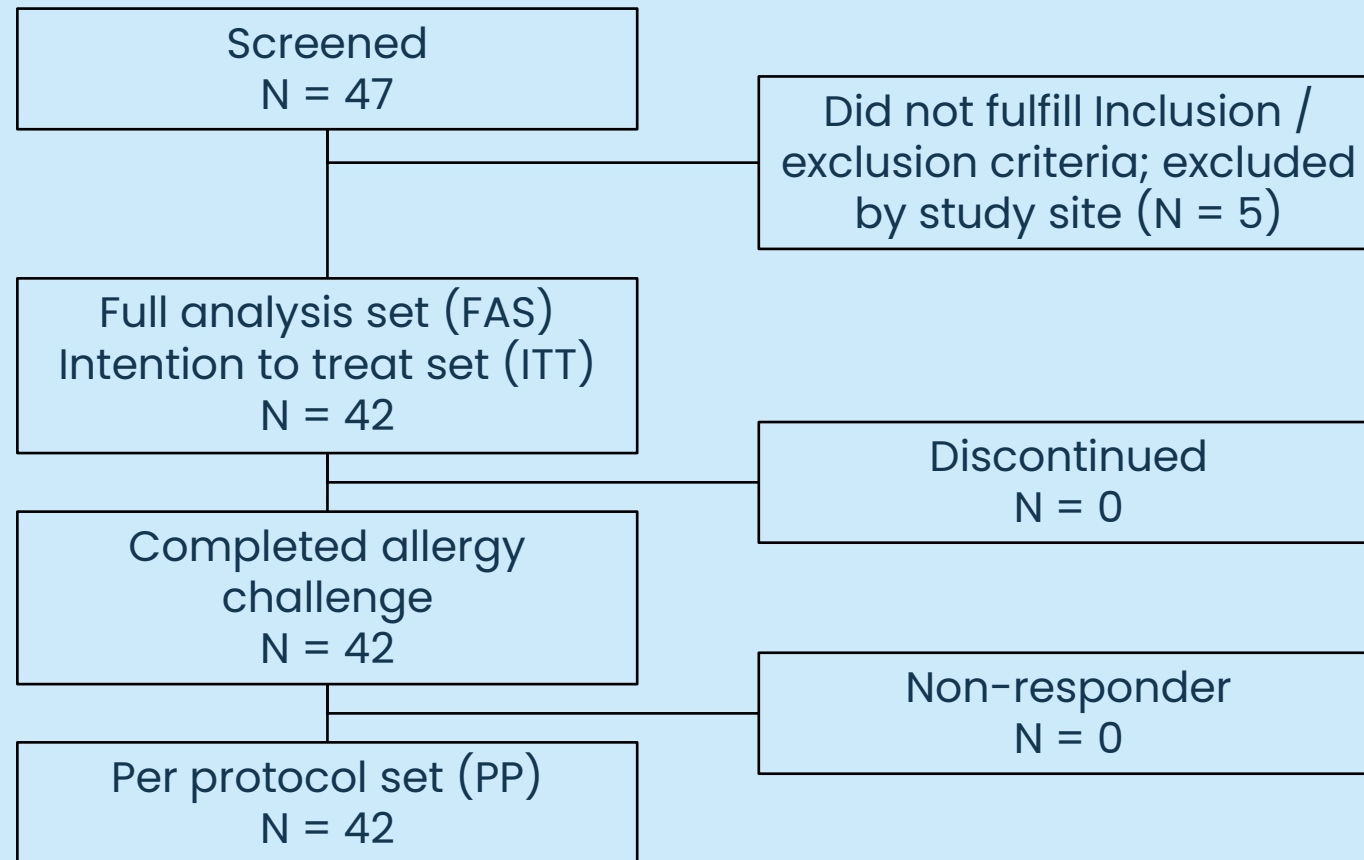 Screened
N = 47
Did not fulfill Inclusion /
exclusion criteria; excluded
by study site (N = 5)
Full analysis set (FAS)
Intention to treat set (ITT)
N = 42
Discontinued
N = 0
Completed allergy
challenge
N = 42
Non-responder
N = 0
Per protocol set (PP)
N = 42